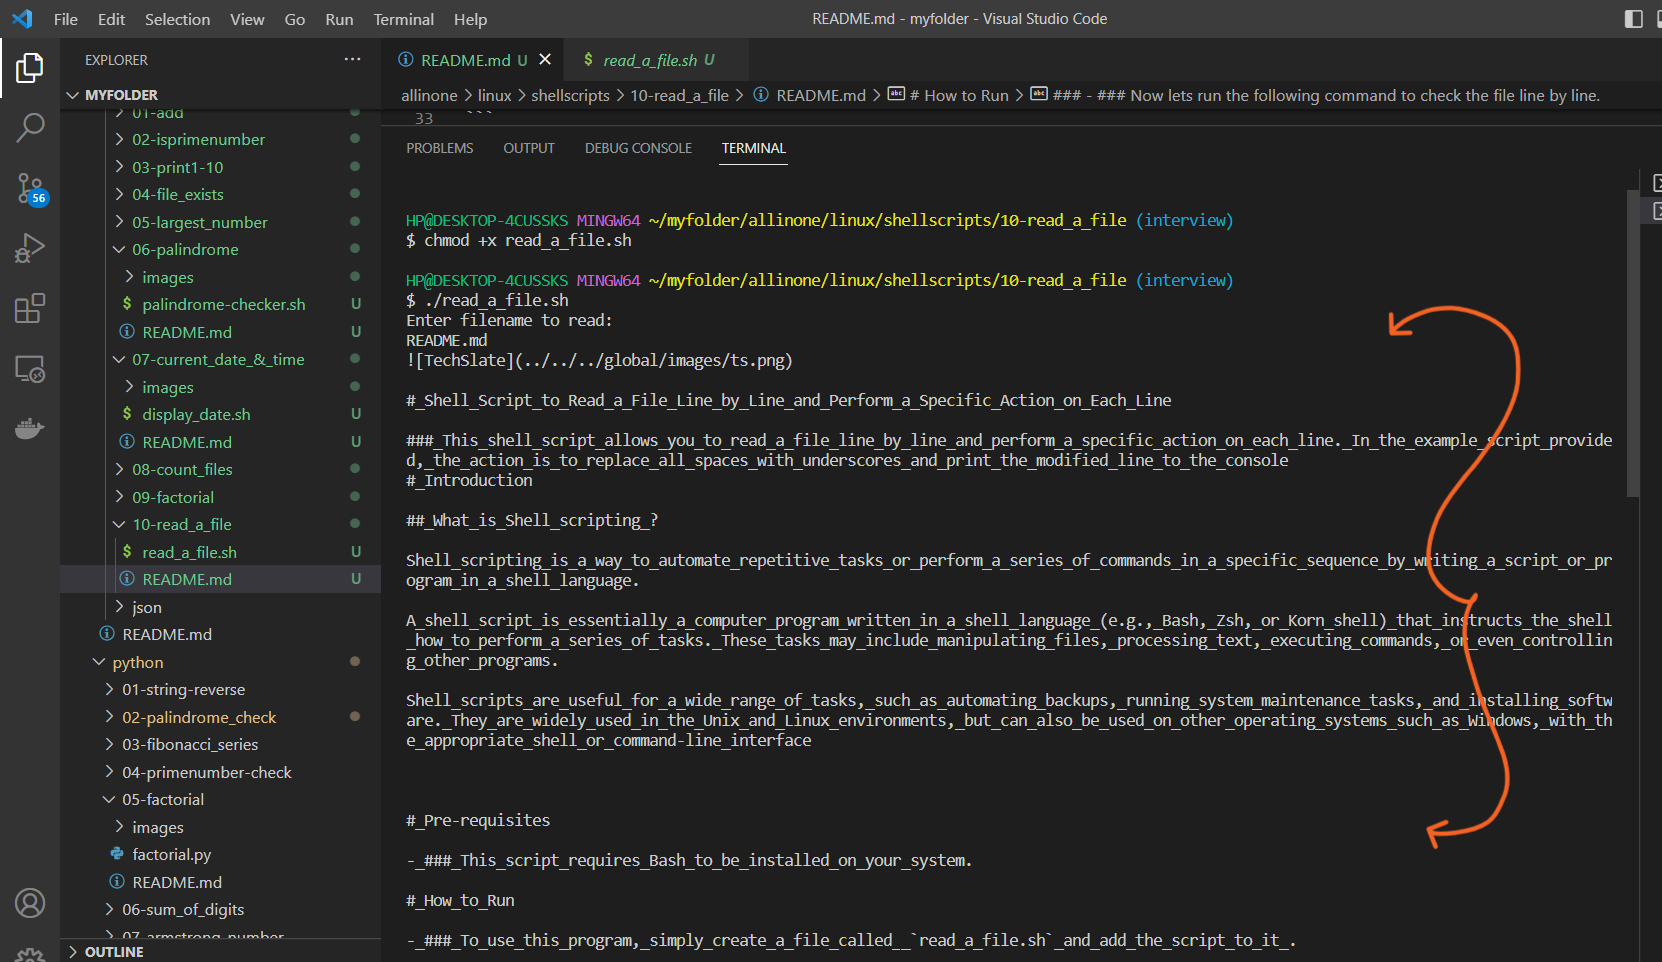 File Edit Selection View Go Run Terminal Help
README.md - myfolder - Visual Studio Code
EXPLORER
MYFOLDER
01-add
02-isprimenumber
03-print1-10
04-file_exists
05-largest_number
06-palindrome
images
$ palindrome-checker.sh U
README.md U
07-current_date_&_time
images
$ display_date.sh U
README.md U
08-count_files
09-factorial
10-read_a_file
$ read_a_file.sh U
README.md U
json
README.md
python
01-string-reverse
02-palindrome_check
03-fibonacci_series
04-primenumber-check
05-factorial
images
factorial.py
README.md
06-sum_of_digits
07-armstrong_number
OUTLINE
56
README.md U
$ read_a_file.sh U
allinone > linux > shellscripts > 10-read_a_file > README.md > # How to Run > ### - ### Now lets run the following command to check the file line by line.
33 ```
PROBLEMS OUTPUT DEBUG CONSOLE TERMINAL
HP@DESKTOP-4CUSSKS MINGW64 ~/myfolder/allinone/linux/shellscripts/10-read_a_file (interview)
$ chmod +x read_a_file.sh
HP@DESKTOP-4CUSSKS MINGW64 ~/myfolder/allinone/linux/shellscripts/10-read_a_file (interview)
$ ./read_a_file.sh
Enter filename to read:
README.md
![TechSlate](../../../global/images/ts.png)
#_Shell_Script_to_Read_a_File_Line_by_Line_and_Perform_a_Specific_Action_on_Each_Line
###_This_shell_script_allows_you_to_read_a_file_line_by_line_and_perform_a_specific_action_on_each_line._In_the_example_script_provide
d,_the_action_is_to_replace_all_spaces_with_underscores_and_print_the_modified_line_to_the_console
#_Introduction
##_What_is_Shell_scripting_?
Shell_scripting_is_a_way_to_automate_repetitive_tasks_or_perform_a_series_of_commands_in_a_specific_sequence_by_writing_a_script_or_pr
ogram_in_a_shell_language.
A_shell_script_is_essentially_a_computer_program_written_in_a_shell_language_(e.g.,_Bash,_Zsh,_or_Korn_shell)_that_instructs_the_shell
_how_to_perform_a_series_of_tasks._These_tasks_may_include_manipulating_files,_processing_text,_executing_commands,_or_even_controllin
g_other_programs.
Shell_scripts_are_useful_for_a_wide_range_of_tasks,_such_as_automating_backups,_running_system_maintenance_tasks,_and_installing_softw
are._They_are_widely_used_in_the_Unix_and_Linux_environments,_but_can_also_be_used_on_other_operating_systems_such_as_Windows,_with_th
e_appropriate_shell_or_command-line_interface
#_Pre-requisites
-_###_This_script_requires_Bash_to_be_installed_on_your_system.
#_How_to_Run
-_###_To_use_this_program,_simply_create_a_file_called__`read_a_file.sh`_and_add_the_script_to_it_.